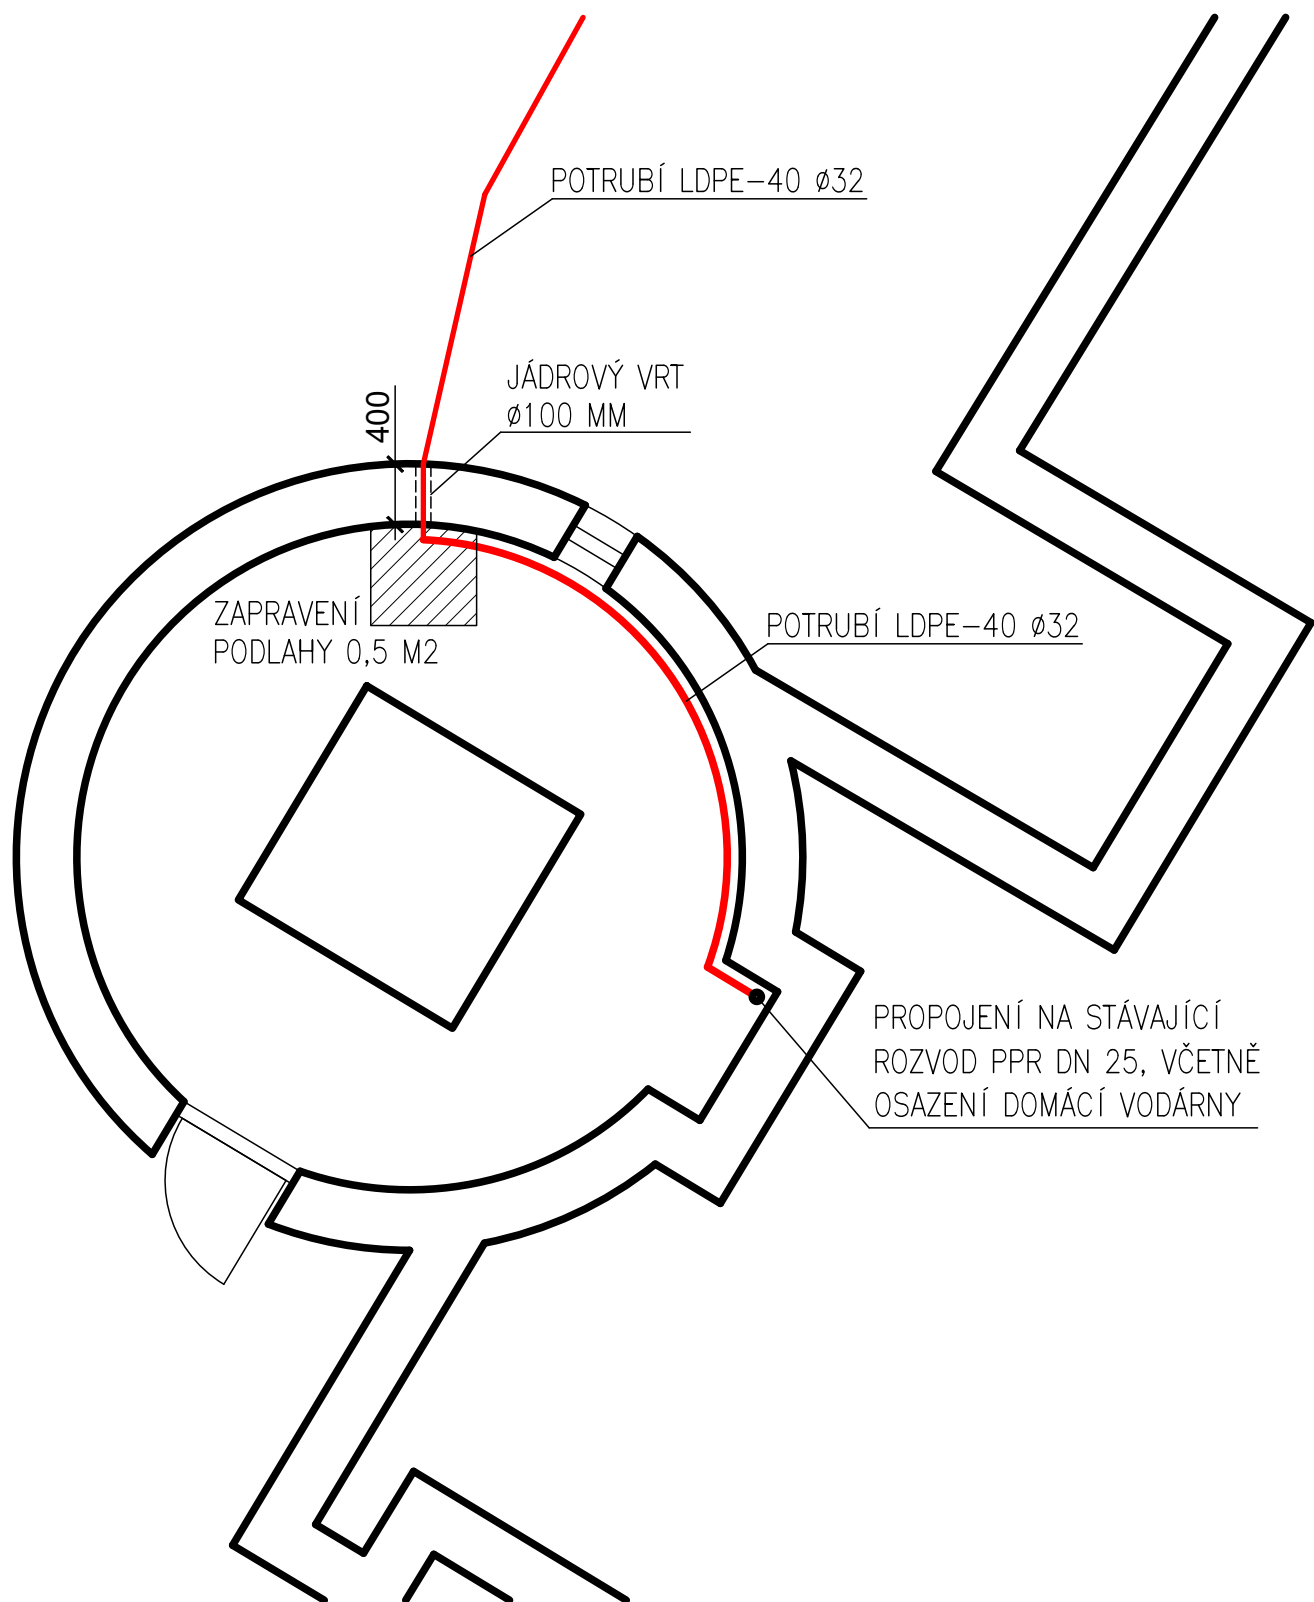 POTRUBÍ LDPE-40 ø32
JÁDROVÝ VRT
ø100 MM
400
ZAPRAVENÍ
PODLAHY 0,5 M2
POTRUBÍ LDPE-40 ø32
PROPOJENÍ NA STÁVAJÍCÍ
ROZVOD PPR DN 25, VČETNĚ
OSAZENÍ DOMÁCÍ VODÁRNY